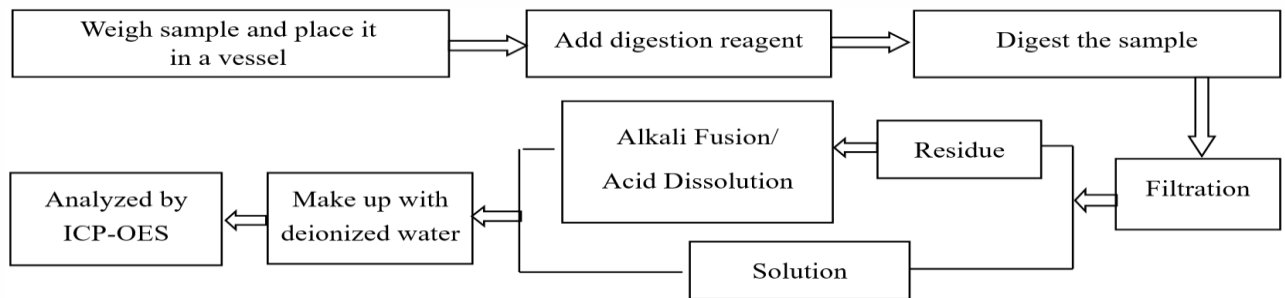 Weigh sample and place it
in a vessel
Add digestion reagent
Digest the sample
Alkali Fusion/
Acid Dissolution
Residue
Filtration
Analyzed by
ICP-OES
Make up with
deionized water
Solution